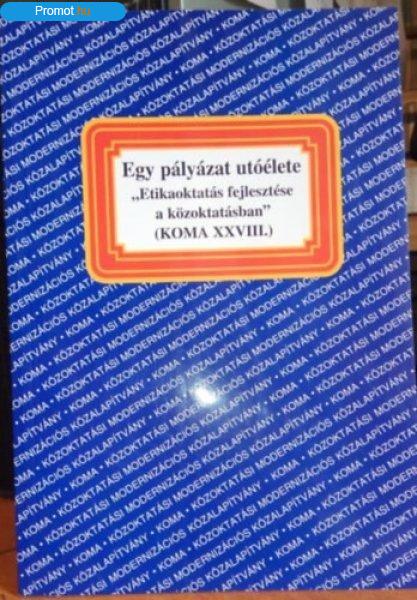 Promot.hu
Egy pályázat utóélete
„Etikaoktatás fejlesztése
a közoktatásban”
(KOMA XXVIII.)
KOMA · KÖZOKTATÁSI MODERNIZÁCIÓS KÖZALAPÍTVÁNY